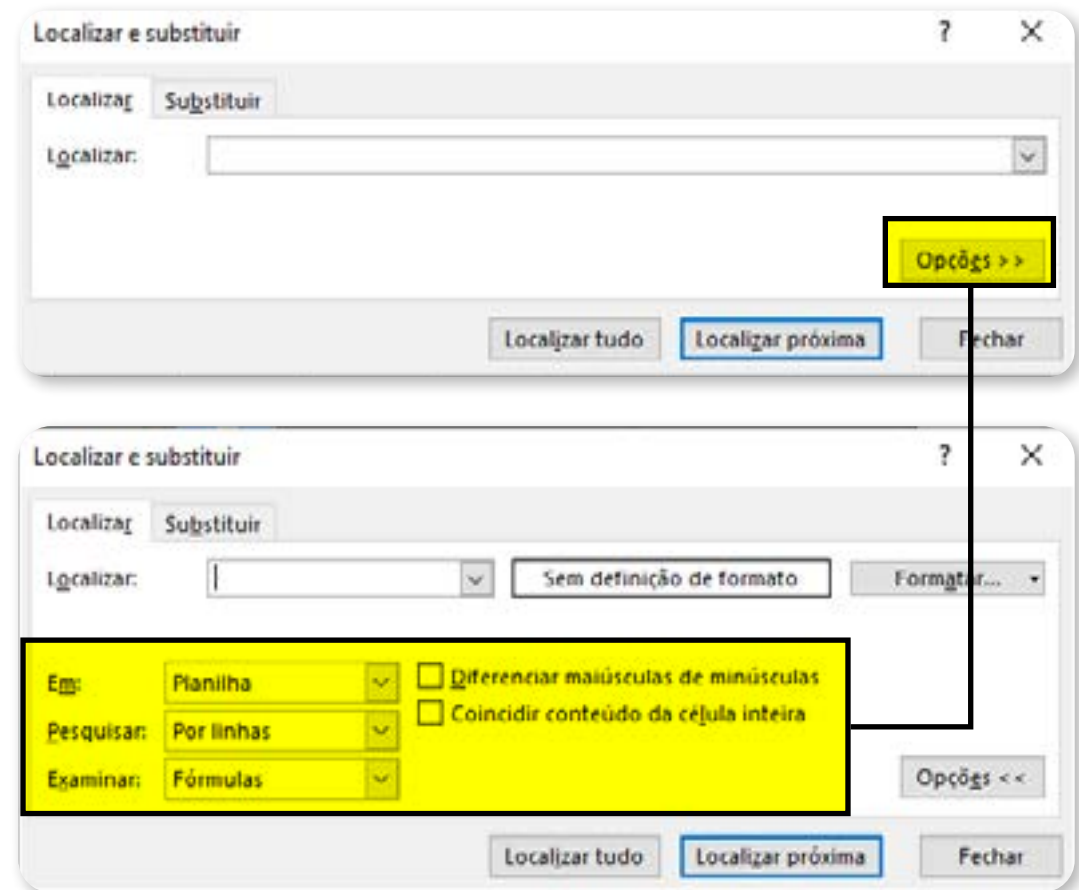 Localizar e substituir ?
Localizar Substituir
Localizar:
Opções >>
Localizar tudo Localizar próxima Fechar
Localizar e substituir ?
Localizar Substituir
Localizar: Sem definição de formato Formatar...
Em: Planilha Diferenciar maiúsculas de minúsculas
Pesquisar: Por linhas Coincidir conteúdo da célula inteira
Examinar: Fórmulas Opções <<
Localizar tudo Localizar próxima Fechar